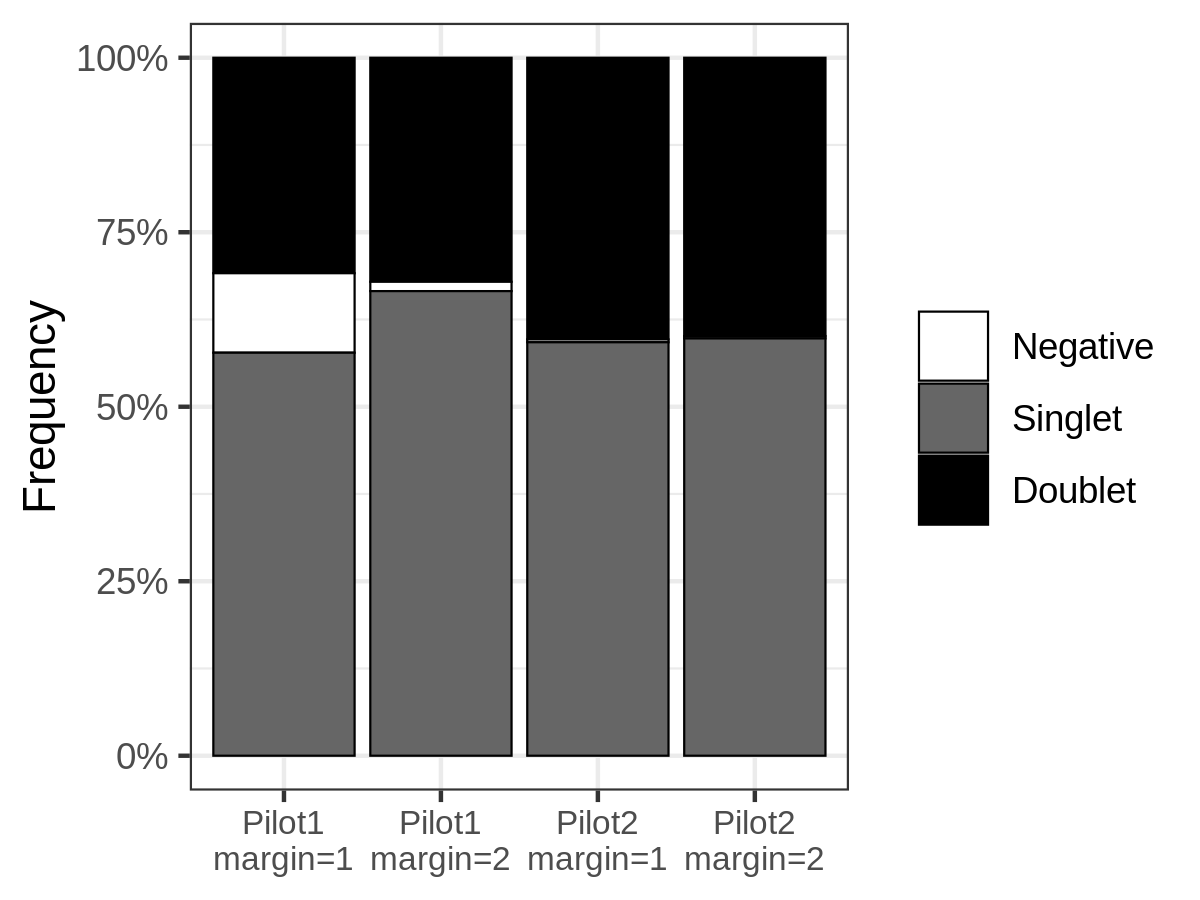 Frequency
100%
75%
50%
25%
0%
Pilot1
margin=1
Pilot1
margin=2
Pilot2
margin=1
Pilot2
margin=2
Negative
Singlet
Doublet